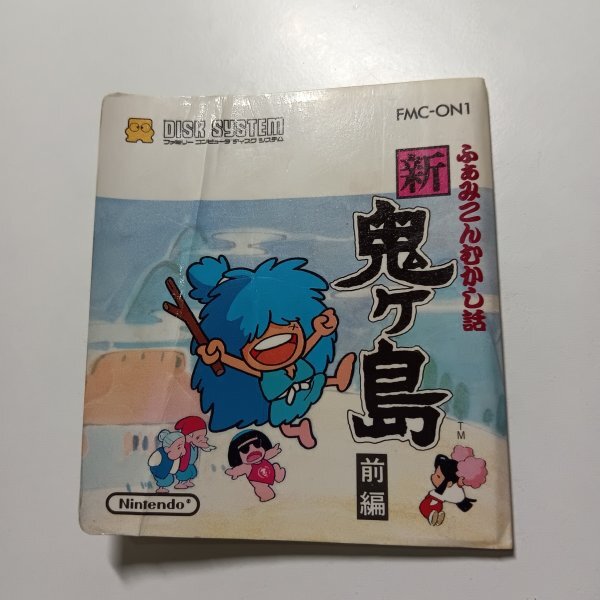 DISK SYSTEM
ファミリー コンピュータ ディスク システム
FMC-ON1
ふぁみこんむかし話
新
鬼ヶ島
TM
前編
Nintendo®